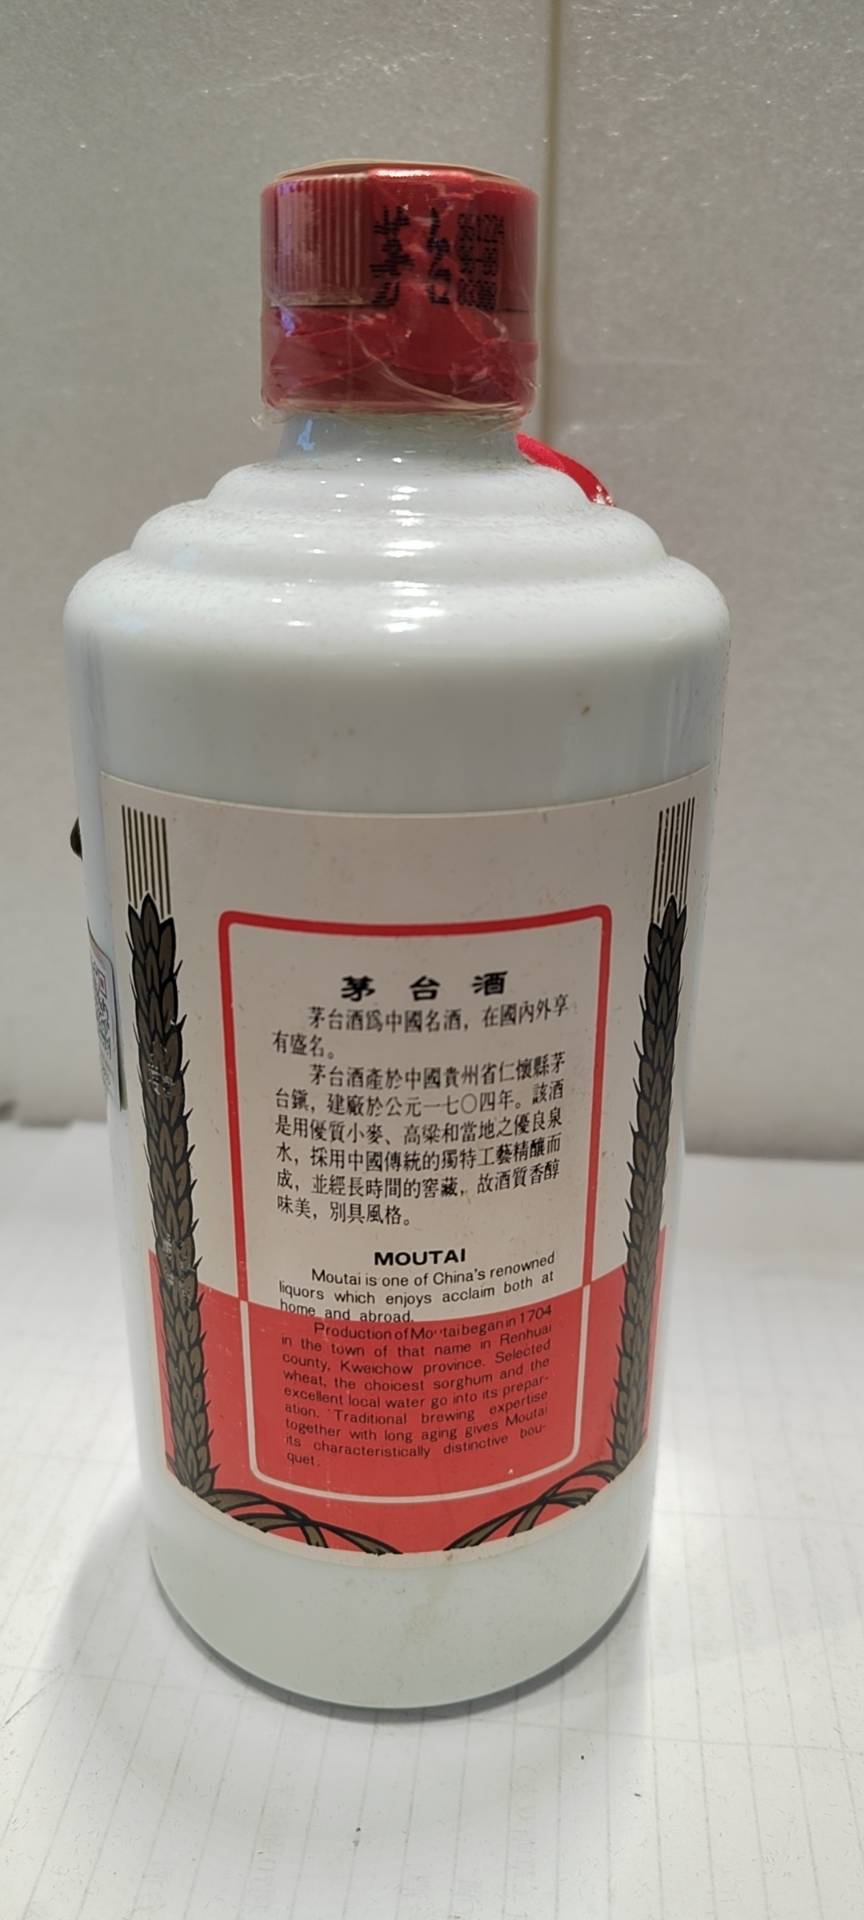 茅台
茅台酒
茅台酒爲中國名酒，在國內外享
有盛名。
茅台酒產於中國貴州省仁懷縣茅
台鎮，建廠於公元一七〇四年。該酒
是用優質小麥、高粱和當地之優良泉
水，採用中國傳統的獨特工藝精釀而
成，並經長時間的窖藏，故酒質香醇
味美，別具風格。
MOUTAI
Moutai is one of China's renowned
liquors which enjoys acclaim both at
home and abroad.
Production of Moutai began in 1704
in the town of that name in Renhuai
county, Kweichow province. Selected
wheat, the choicest sorghum and the
excellent local water go into its prepar-
ation. Traditional brewing expertise
together with long aging gives Moutai
its characteristically distinctive bou-
quet.